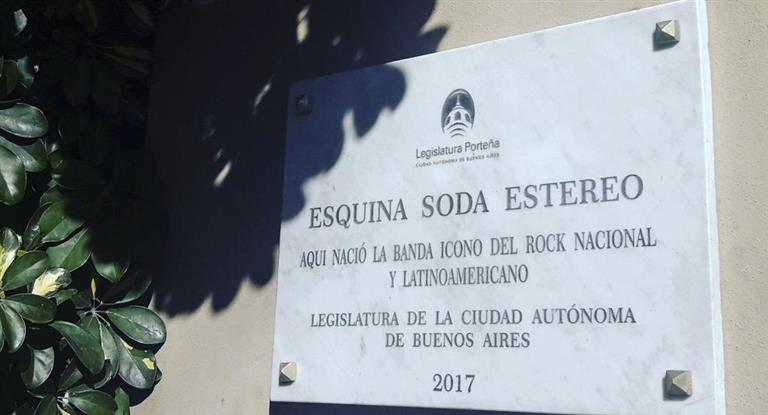 Legislatura Porteña
CIUDAD AUTÓNOMA DE BUENOS AIRES
ESQUINA SODA ESTEREO
AQUI NACIÓ LA BANDA ICONO DEL ROCK NACIONAL
Y LATINOAMERICANO
LEGISLATURA DE LA CIUDAD AUTÓNOMA
DE BUENOS AIRES
2017